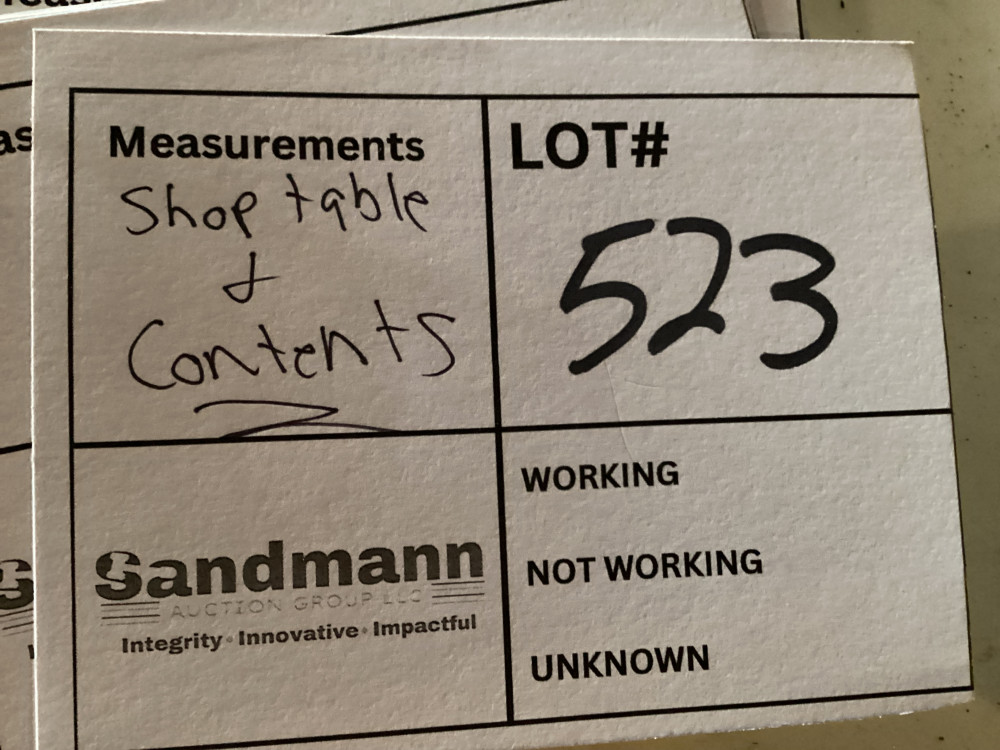 Measurements
Shop table
&
Contents
LOT#
523
Sandmann
AUCTION GROUP LLC
Integrity • Innovative • Impactful
WORKING
NOT WORKING
UNKNOWN